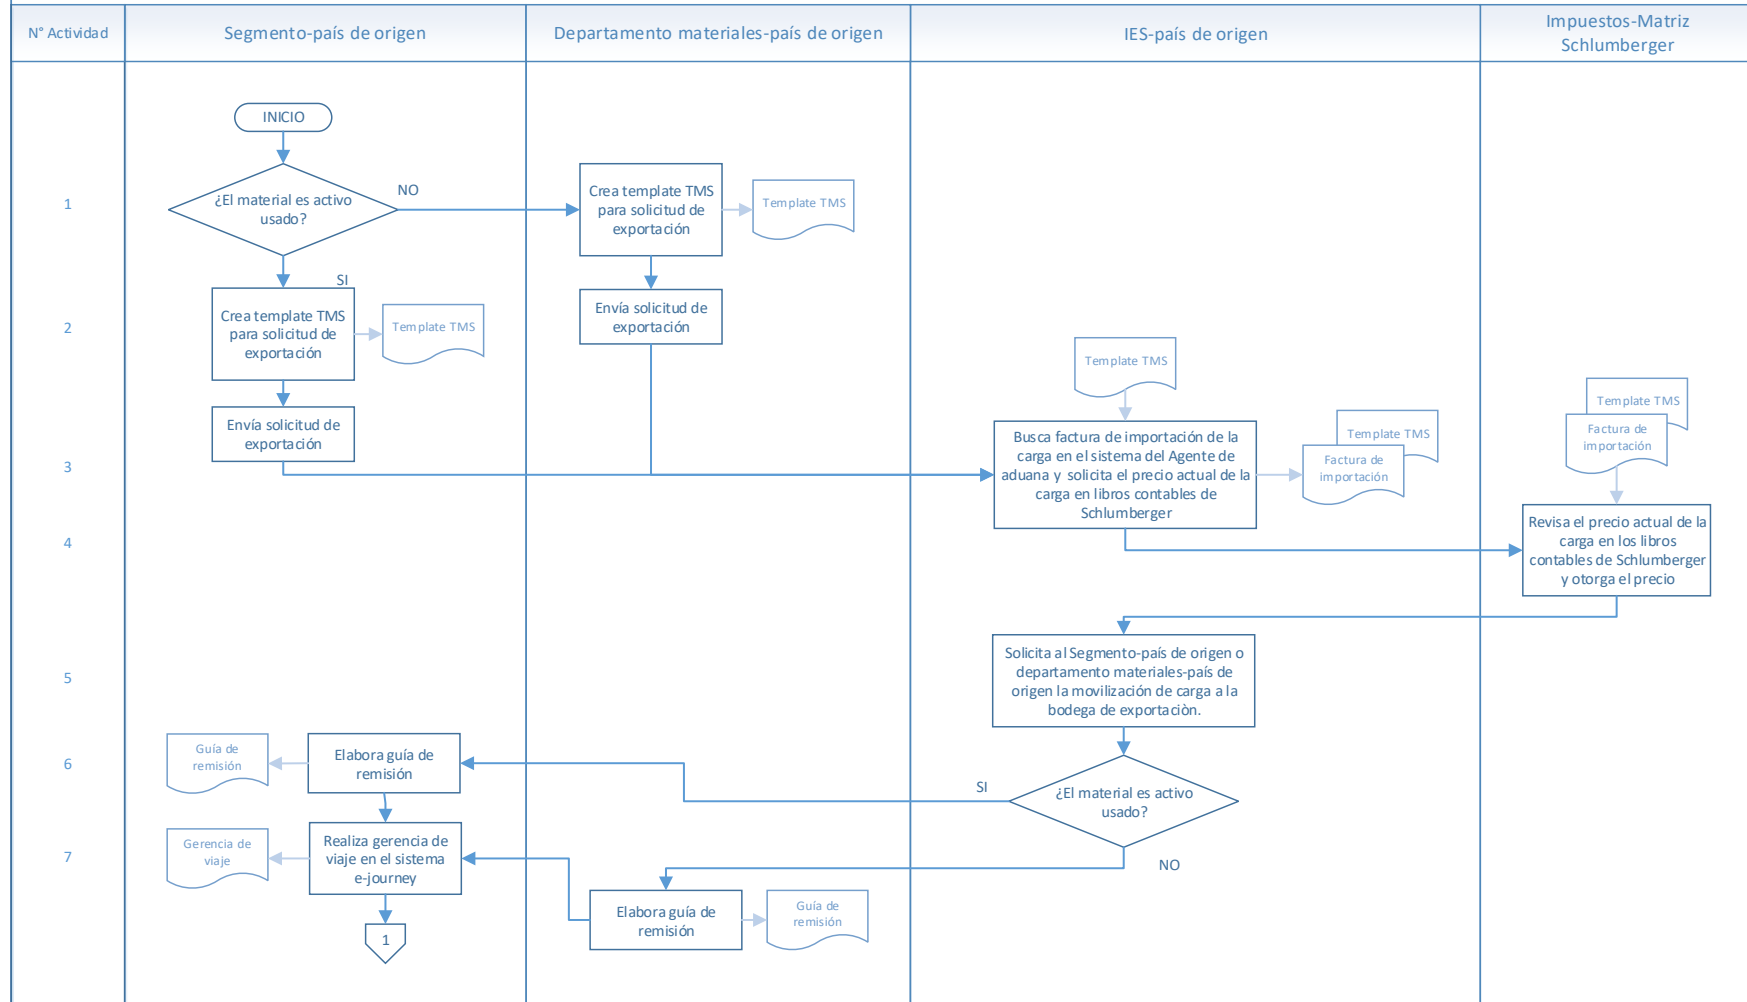 N° Actividad
Segmento-país de origen
Departamento materiales-país de origen
IES-país de origen
Impuestos-Matriz
Schlumberger
INICIO
1
¿El material es activo
usado?
NO
Crea template TMS
para solicitud de
exportación
Template TMS
SI
2
Crea template TMS
para solicitud de
exportación
Template TMS
Envía solicitud de
exportación
Template TMS
Template TMS
Factura de
importación
Envía solicitud de
exportación
3
Busca factura de importación de la
carga en el sistema del Agente de
aduana y solicita el precio actual de la
carga en libros contables de
Schlumberger
Template TMS
Factura de
importación
4
Revisa el precio actual de la
carga en los libros
contables de Schlumberger
y otorga el precio
5
Solicita al Segmento-país de origen o
departamento materiales-país de
origen la movilización de carga a la
bodega de exportaciòn.
6
Guía de
remisión
Elabora guía de
remisión
SI
¿El material es activo
usado?
7
Gerencia de
viaje
Realiza gerencia de
viaje en el sistema
e-journey
NO
Elabora guía de
remisión
Guía de
remisión
1